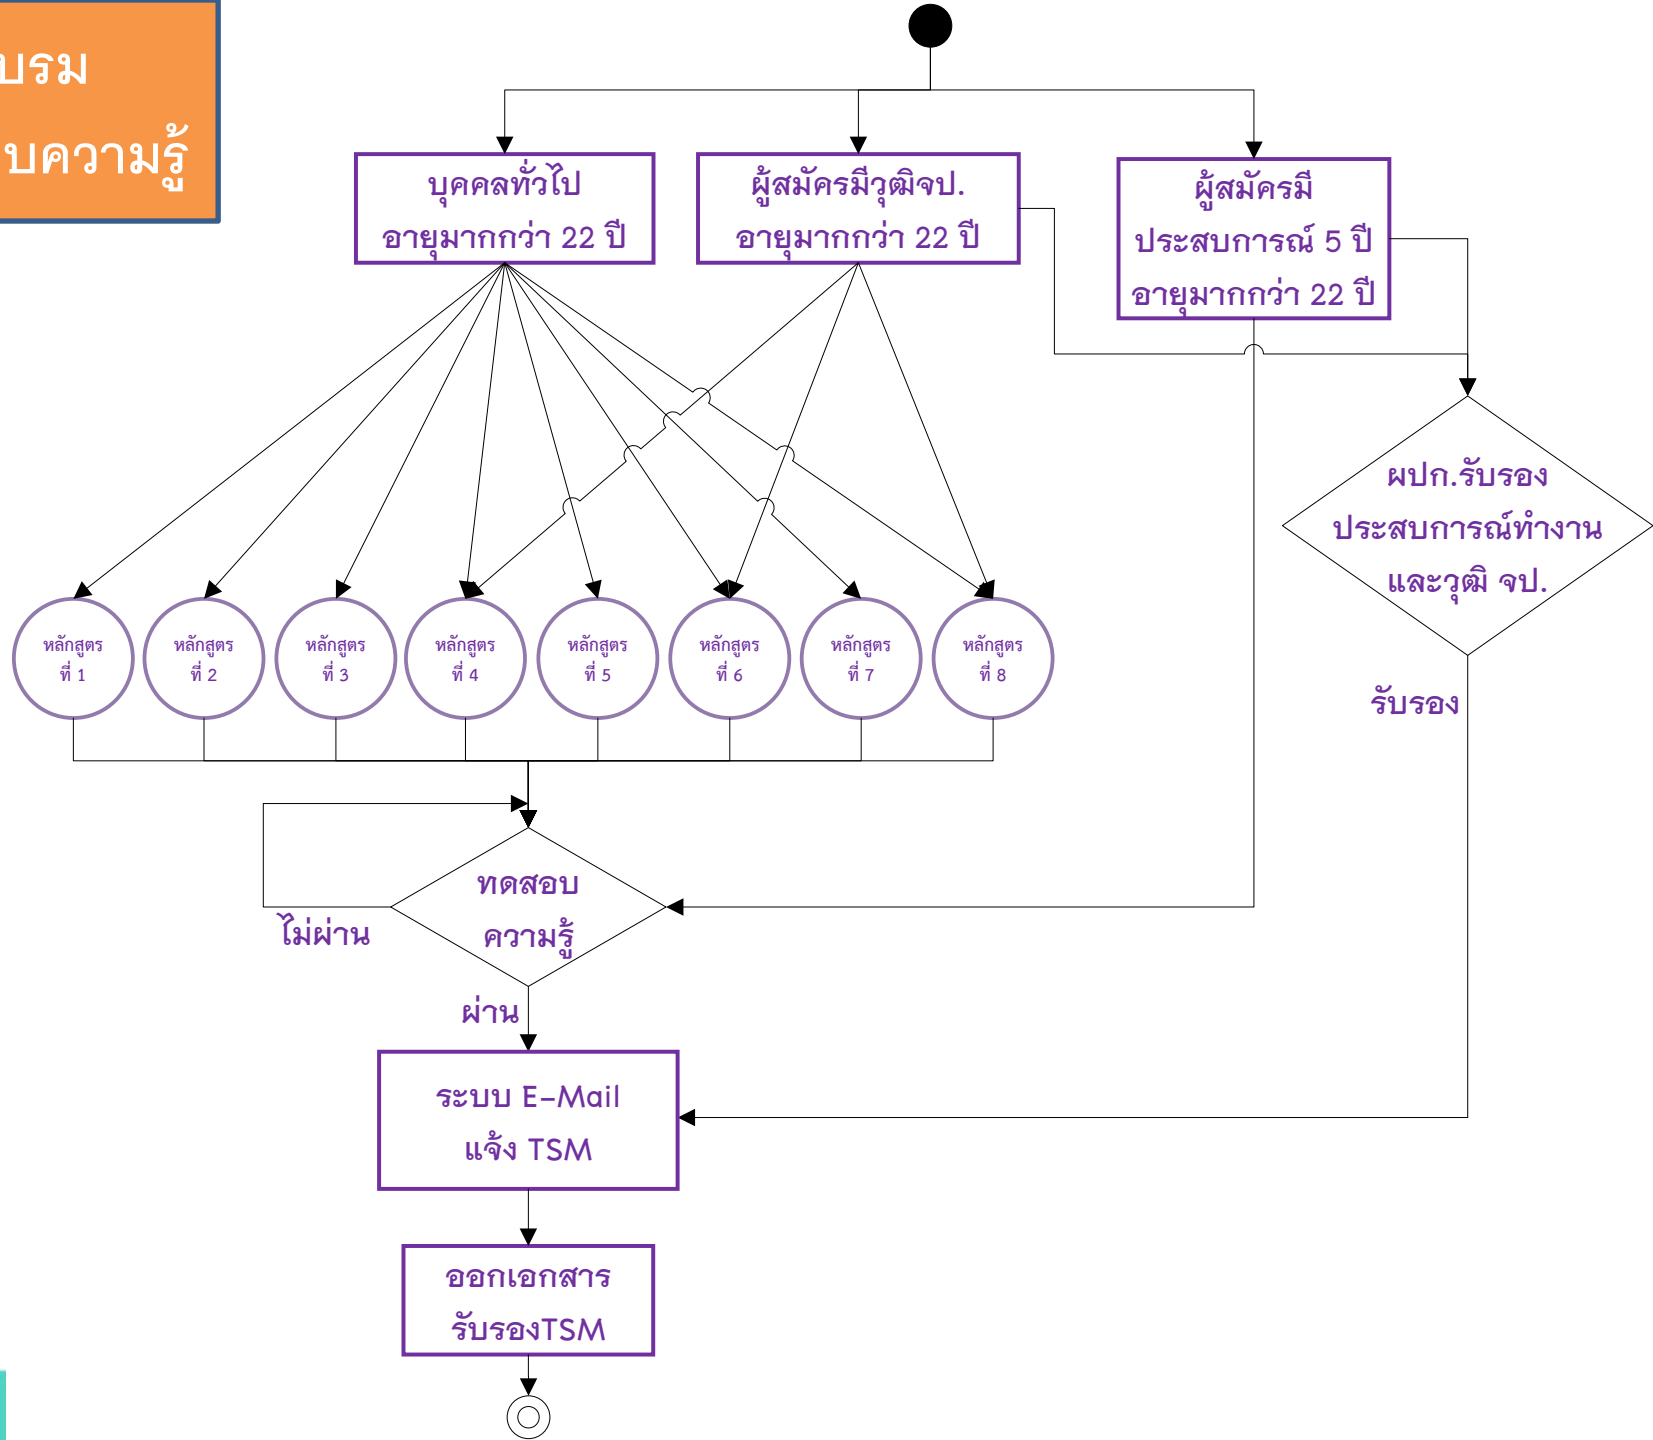 บรม
บความรู้
บุคคลทั่วไป
อายุมากกว่า 22 ปี
ผู้สมัครมีวุฒิจป.
อายุมากกว่า 22 ปี
ผู้สมัครมี
ประสบการณ์ 5 ปี
อายุมากกว่า 22 ปี
ผปก.รับรอง
ประสบการณ์ทำงาน
และวุฒิ จป.
หลักสูตร
ที่ 1
หลักสูตร
ที่ 2
หลักสูตร
ที่ 3
หลักสูตร
ที่ 4
หลักสูตร
ที่ 5
หลักสูตร
ที่ 6
หลักสูตร
ที่ 7
หลักสูตร
ที่ 8
รับรอง
ทดสอบ
ความรู้
ไม่ผ่าน
ผ่าน
ระบบ E-Mail
แจ้ง TSM
ออกเอกสาร
รับรองTSM